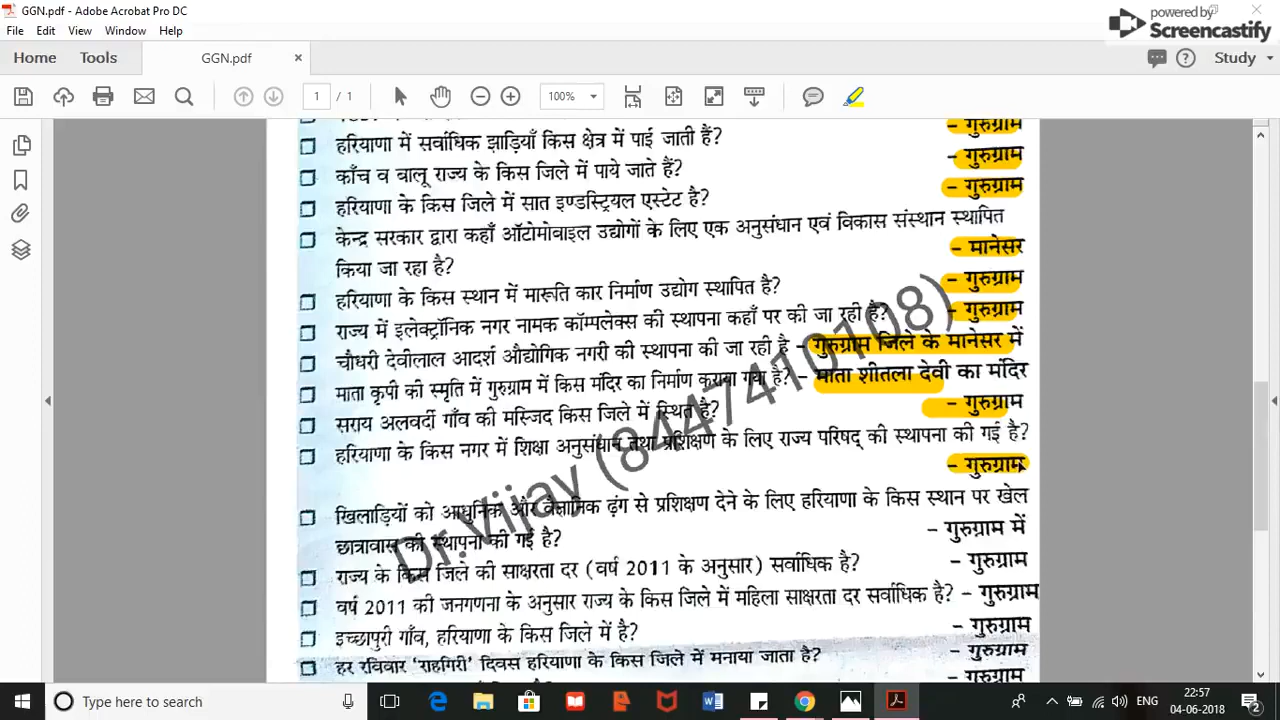 GGN.pdf - Adobe Acrobat Pro DC
powered by
Screencastify
File Edit View Window Help
Home Tools GGN.pdf × Study
1 / 1 100%
– गुरुग्राम
हरियाणा में सर्वाधिक झाड़ियाँ किस क्षेत्र में पाई जाती हैं?
– गुरुग्राम
काँच व वालू राज्य के किस जिले में पाये जाते हैं?
– गुरुग्राम
हरियाणा के किस जिले में सात इण्डस्ट्रियल एस्टेट है?
केन्द्र सरकार द्वारा कहाँ ऑटोमोबाइल उद्योगों के लिए एक अनुसंधान एवं विकास संस्थान स्थापित
किया जा रहा है? – मानेसर
हरियाणा के किस स्थान में मारूति कार निर्माण उद्योग स्थापित है? – गुरुग्राम
राज्य में इलेक्ट्रॉनिक नगर नामक कॉम्पलेक्स की स्थापना कहाँ पर की जा रही है? – गुरुग्राम
चौधरी देवीलाल आदर्श औद्योगिक नगरी की स्थापना की जा रही है – गुरुग्राम जिले के मानेसर में
माता कृपी की स्मृति में गुरुग्राम में किस मंदिर का निर्माण कराया गया है? – माता शीतला देवी का मंदिर
सराय अलवर्दी गाँव की मस्जिद किस जिले में स्थित है? – गुरुग्राम
हरियाणा के किस नगर में शिक्षा अनुसंधान तथा प्रशिक्षण के लिए राज्य परिषद् की स्थापना की गई है?
– गुरुग्राम
खिलाड़ियों को आधुनिक और वैज्ञानिक ढ़ंग से प्रशिक्षण देने के लिए हरियाणा के किस स्थान पर खेल
छात्रावास की स्थापना की गई है? – गुरुग्राम में
राज्य के किस जिले की साक्षरता दर (वर्ष 2011 के अनुसार) सर्वाधिक है? – गुरुग्राम
वर्ष 2011 की जनगणना के अनुसार राज्य के किस जिले में महिला साक्षरता दर सर्वाधिक है? – गुरुग्राम
इच्छापुरी गाँव, हरियाणा के किस जिले में है? – गुरुग्राम
हर रविवार ‘राहगिरी’ दिवस हरियाणा के किस जिले में मनाया जाता है? – गुरुग्राम
– गुरुग्राम
Dr.Vijay (8447410108)
Type here to search
ENG
22:57
04-06-2018
2